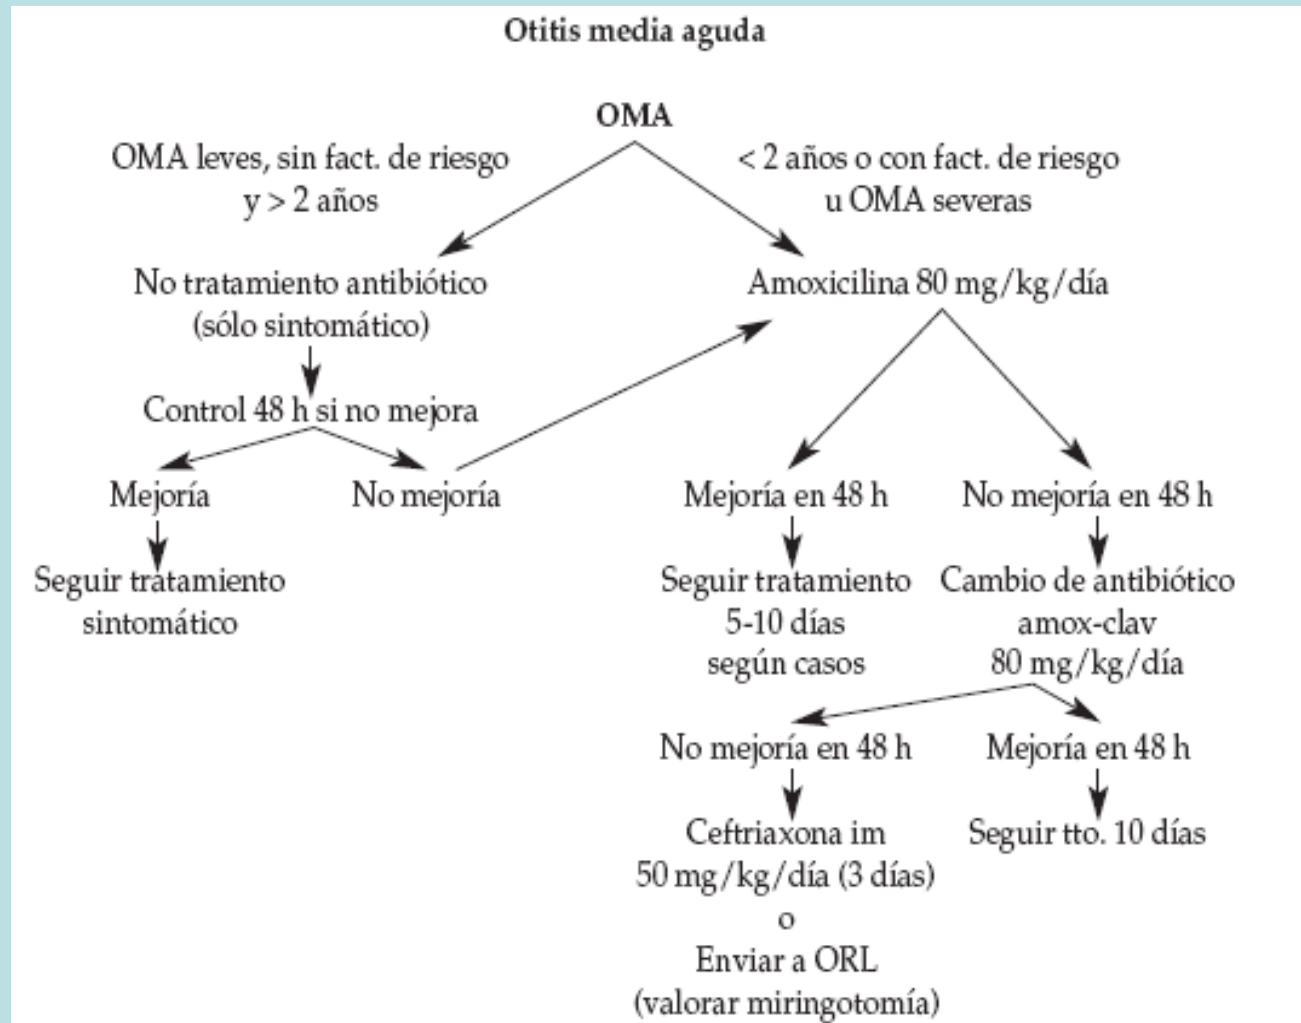 Otitis media aguda
OMA
OMA leves, sin fact. de riesgo
y > 2 años
< 2 años o con fact. de riesgo
u OMA severas
No tratamiento antibiótico
(sólo sintomático)
Amoxicilina 80 mg/kg/día
Control 48 h si no mejora
Mejoría
No mejoría
Mejoría en 48 h
No mejoría en 48 h
Seguir tratamiento
sintomático
Seguir tratamiento
5-10 días
según casos
Cambio de antibiótico
amox-clav
80 mg/kg/día
No mejoría en 48 h
Mejoría en 48 h
Ceftriaxona im
50 mg/kg/día (3 días)
o
Enviar a ORL
(valorar miringotomía)
Seguir tto. 10 días